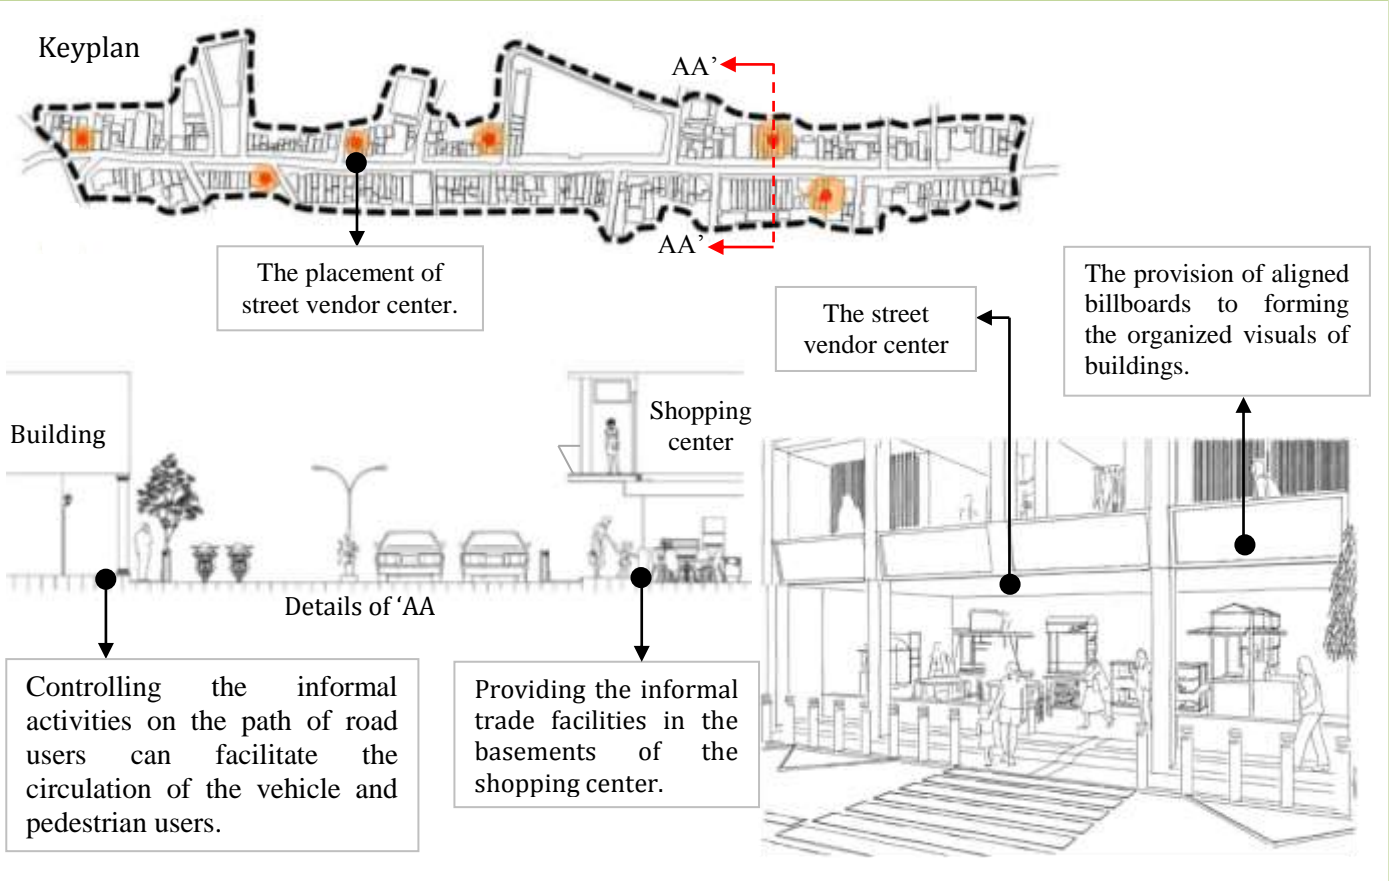 Keyplan
AA’
AA’
The placement of
street vendor center.
The street
vendor center
The provision of aligned
billboards to forming
the organized visuals of
buildings.
Building
Shopping
center
Details of ‘AA
Controlling the informal
activities on the path of road
users can facilitate the
circulation of the vehicle and
pedestrian users.
Providing the informal
trade facilities in the
basements of the
shopping center.